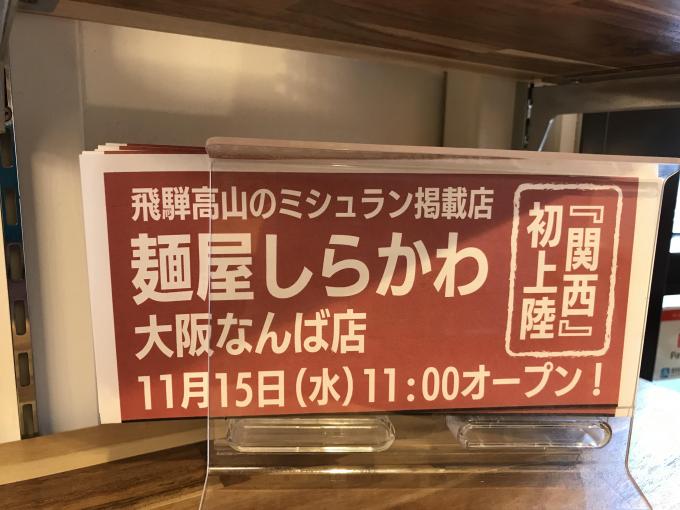 飛騨高山のミシュラン掲載店
麺屋しらかわ
大阪なんば店
11月15日(水)11:00オープン!
『関西』
初上陸